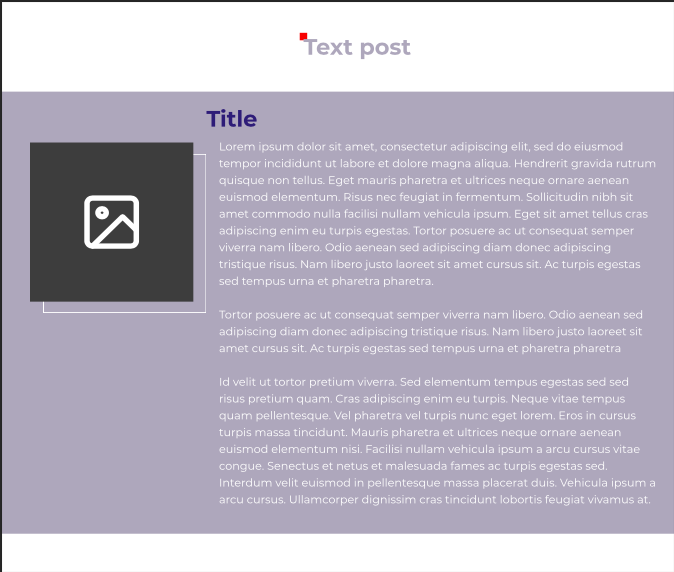 Text post
Title
Lorem ipsum dolor sit amet, consectetur adipiscing elit, sed do eiusmod
tempor incididunt ut labore et dolore magna aliqua. Hendrerit gravida rutrum
quisque non tellus. Eget mauris pharetra et ultrices neque ornare aenean
euismod elementum. Risus nec feugiat in fermentum. Sollicitudin nibh sit
amet commodo nulla facilisi nullam vehicula ipsum. Eget sit amet tellus cras
adipiscing enim eu turpis egestas. Tortor posuere ac ut consequat semper
viverra nam libero. Odio aenean sed adipiscing diam donec adipiscing
tristique risus. Nam libero justo laoreet sit amet cursus sit. Ac turpis egestas
sed tempus urna et pharetra pharetra.
Tortor posuere ac ut consequat semper viverra nam libero. Odio aenean sed
adipiscing diam donec adipiscing tristique risus. Nam libero justo laoreet sit
amet cursus sit. Ac turpis egestas sed tempus urna et pharetra pharetra
Id velit ut tortor pretium viverra. Sed elementum tempus egestas sed sed
risus pretium quam. Cras adipiscing enim eu turpis. Neque vitae tempus
quam pellentesque. Vel pharetra vel turpis nunc eget lorem. Eros in cursus
turpis massa tincidunt. Mauris pharetra et ultrices neque ornare aenean
euismod elementum nisi. Facilisi nullam vehicula ipsum a arcu cursus vitae
congue. Senectus et netus et malesuada fames ac turpis egestas sed.
Interdum velit euismod in pellentesque massa placerat duis. Vehicula ipsum a
arcu cursus. Ullamcorper dignissim cras tincidunt lobortis feugiat vivamus at.